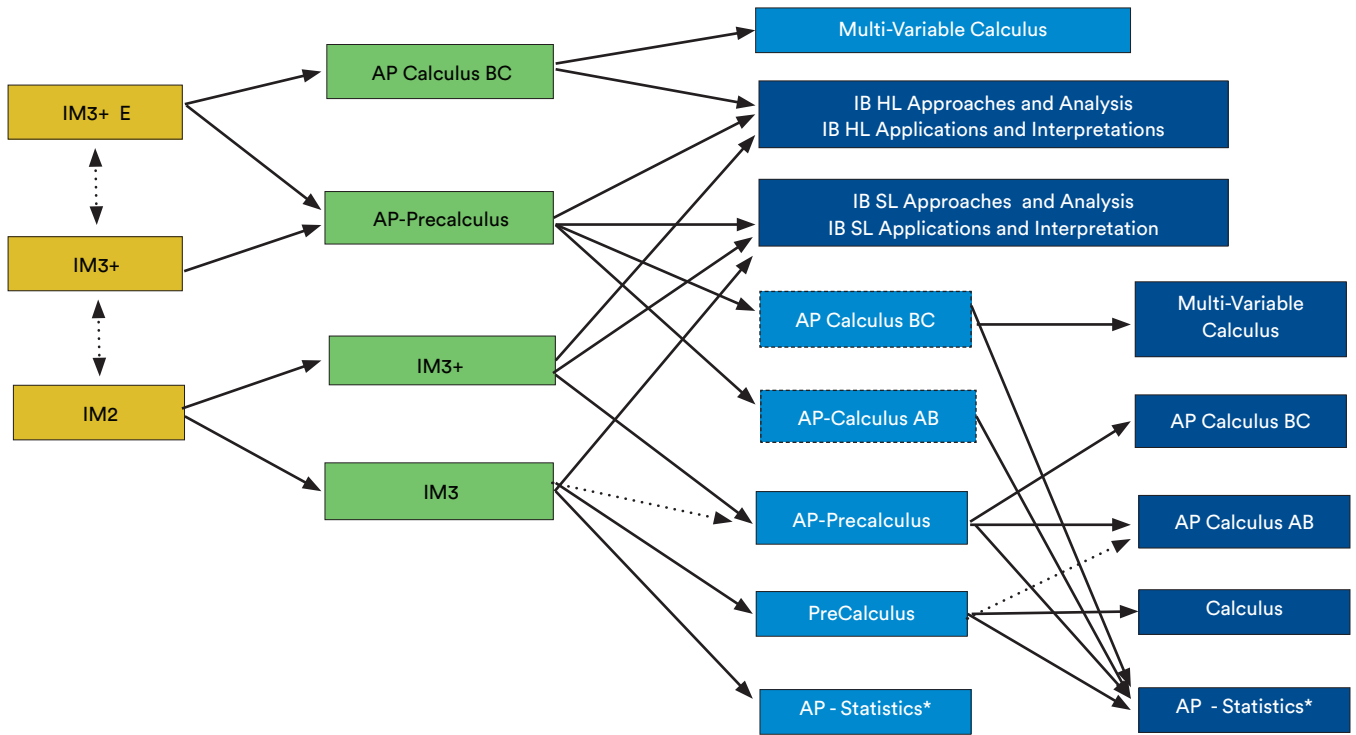 IM3+ E
IM3+
IM2
AP Calculus BC
AP-Precalculus
IM3+
IM3
Multi-Variable Calculus
IB HL Approaches and Analysis
IB HL Applications and Interpretations
IB SL Approaches and Analysis
IB SL Applications and Interpretation
AP Calculus BC
AP-Calculus AB
AP-Precalculus
PreCalculus
AP - Statistics*
Multi-Variable
Calculus
AP Calculus BC
AP Calculus AB
Calculus
AP - Statistics*